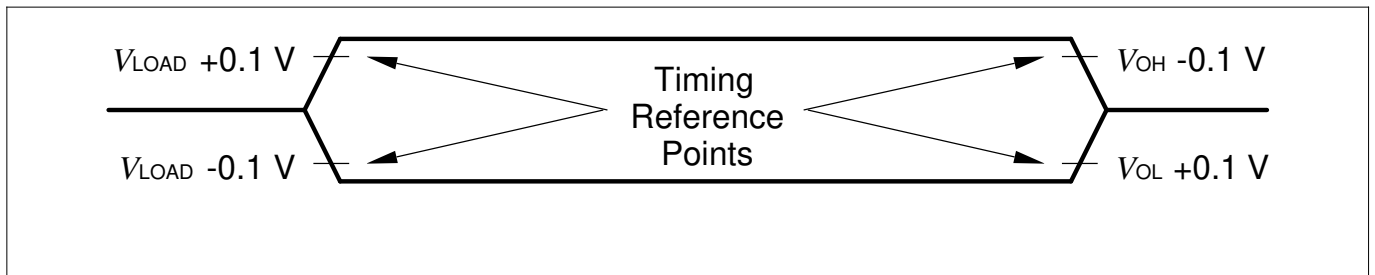 VLOAD +0.1 V
VLOAD -0.1 V
Timing
Reference
Points
VOH -0.1 V
VOL +0.1 V